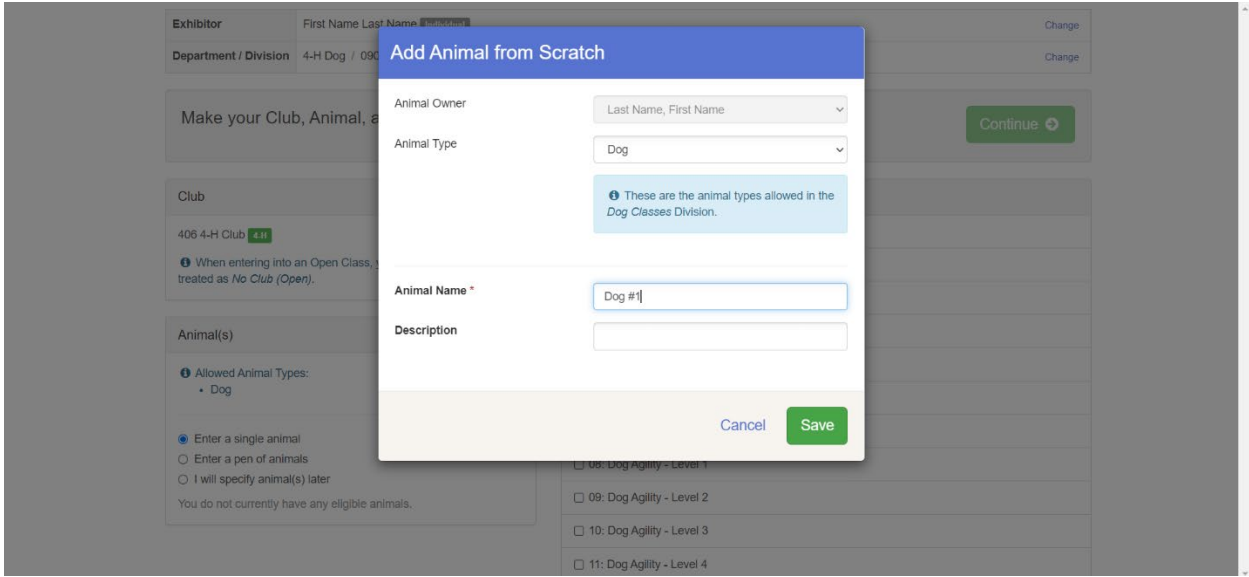 Exhibitor First Name Last Name Individual Change
Department / Division 4-H Dog / 090 Change
Add Animal from Scratch
Animal Owner Last Name, First Name
Animal Type Dog
These are the animal types allowed in the
Dog Classes Division.
Animal Name * Dog #1
Description
Cancel Save
Make your Club, Animal, a
Continue
Club
406 4-H Club 4-H
When entering into an Open Class, y
treated as No Club (Open).
Animal(s)
Allowed Animal Types:
• Dog
Enter a single animal
Enter a pen of animals
I will specify animal(s) later
You do not currently have any eligible animals.
08: Dog Agility - Level 1
09: Dog Agility - Level 2
10: Dog Agility - Level 3
11: Dog Agility - Level 4